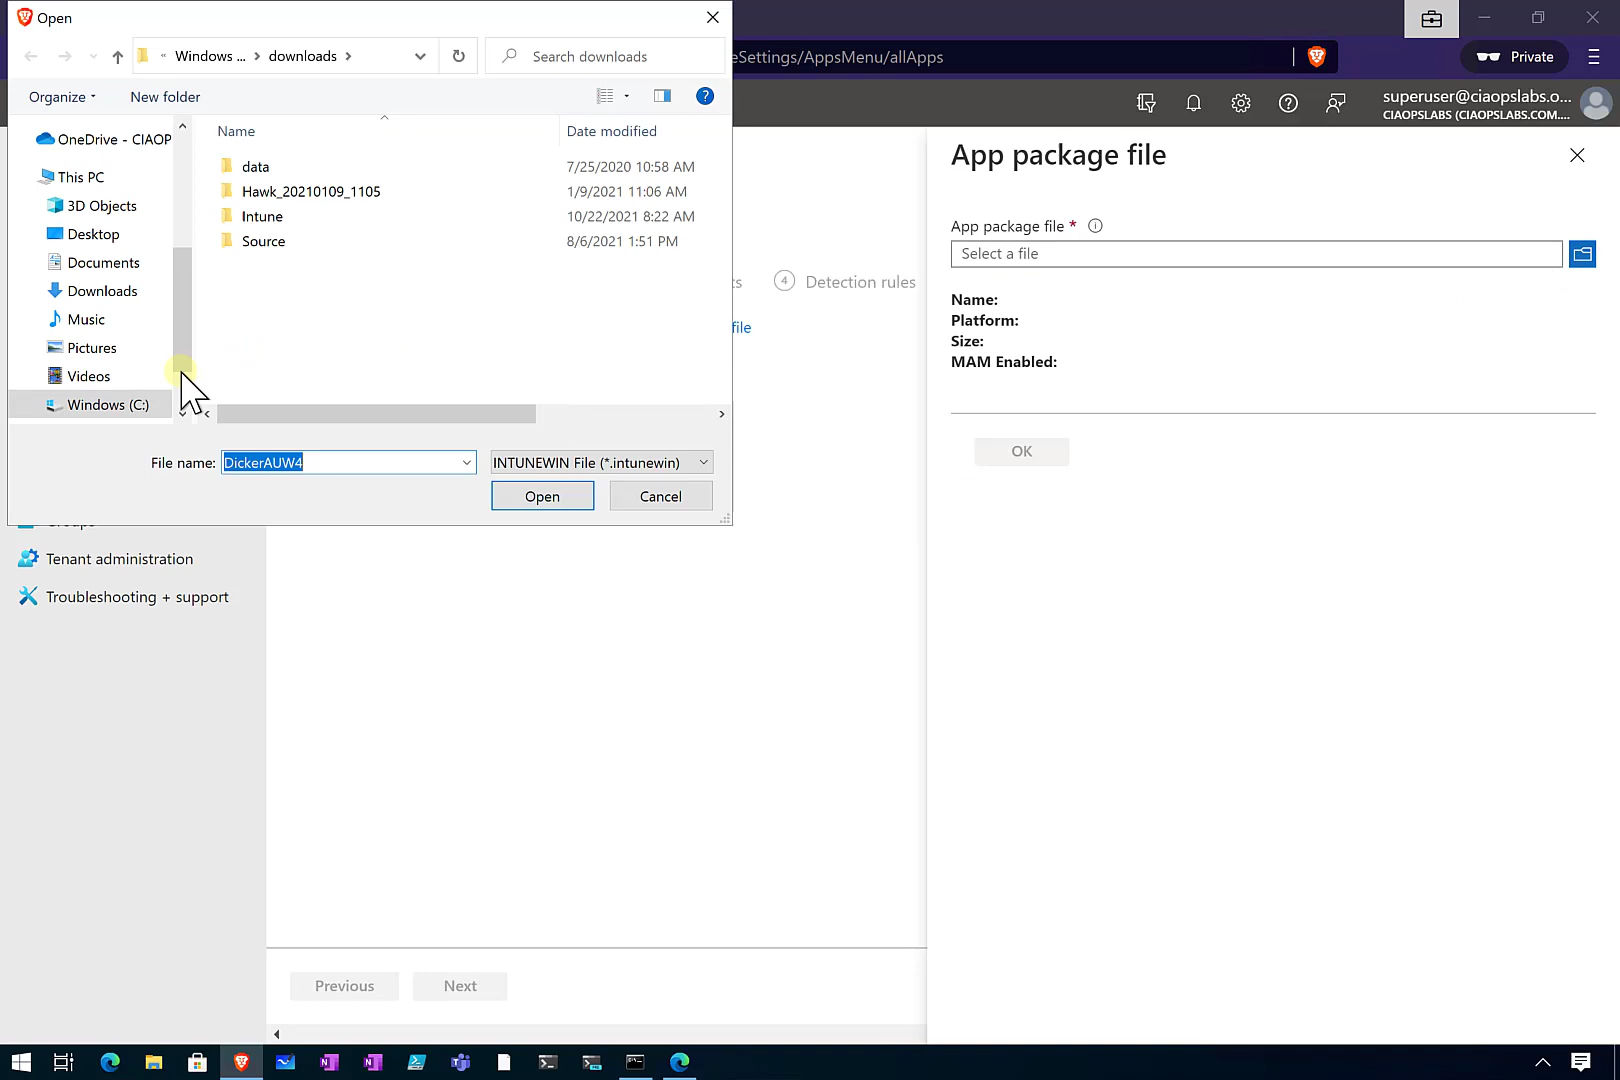 Open
« Windows ... > downloads >
Search downloads
eSettings/AppsMenu/allApps
Private
Organize
New folder
superuser@ciaopslabs.o...
CIAOPSLABS (CIAOPSLABS.COM....
OneDrive - CIAOP
This PC
3D Objects
Desktop
Documents
Downloads
Music
Pictures
Videos
Windows (C:)
Name
Date modified
data
7/25/2020 10:58 AM
Hawk_20210109_1105
1/9/2021 11:06 AM
Intune
10/22/2021 8:22 AM
Source
8/6/2021 1:51 PM
File name:
DickerAUW4
INTUNEWIN File (*.intunewin)
Open
Cancel
ts
4
Detection rules
file
App package file
App package file *
Select a file
Name:
Platform:
Size:
MAM Enabled:
OK
Groups
Tenant administration
Troubleshooting + support
Previous
Next